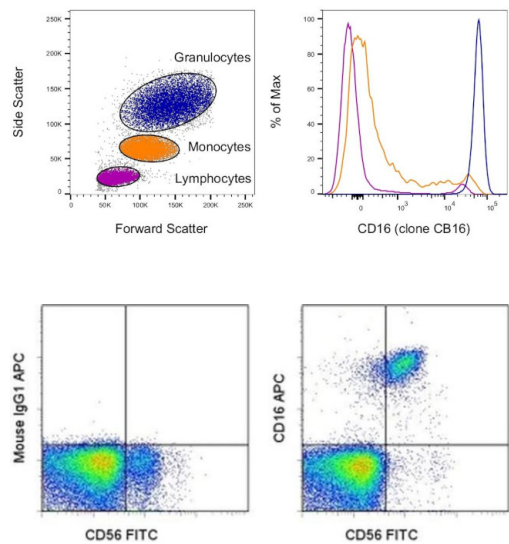 250K
200K
150K
100K
50K
0
Side Scatter
Granulocytes
Monocytes
Lymphocytes
0 50K 100K 150K 200K 250K
Forward Scatter
100
80
60
40
20
0
% of Max
0 10³ 10⁴ 10⁵
CD16 (clone CB16)
Mouse IgG1 APC
CD56 FITC
CD16 APC
CD56 FITC